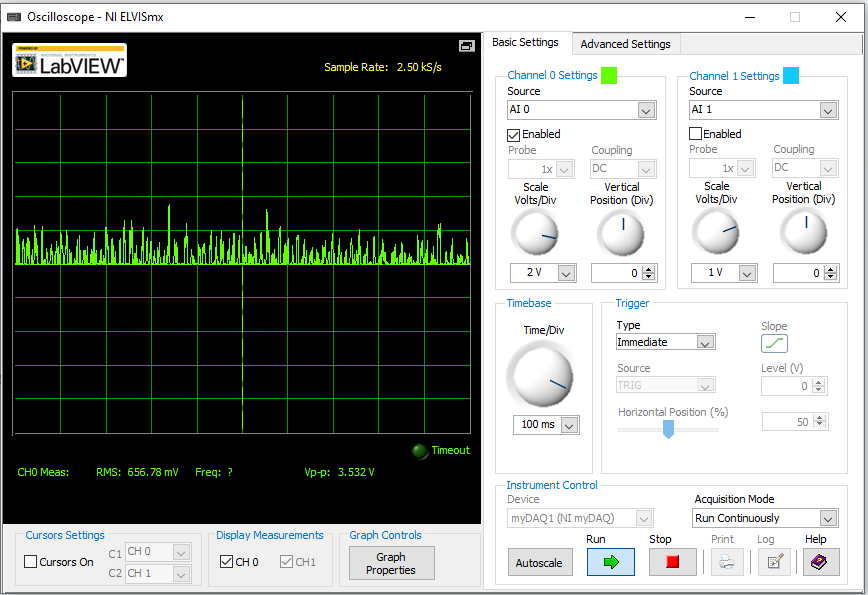 Oscilloscope - NI ELVISmx
POWERED BY
NATIONAL INSTRUMENTS
LabVIEW™
Sample Rate: 2.50 kS/s
Timeout
CH0 Meas: RMS: 656.78 mV Freq: ? Vp-p: 3.532 V
Cursors Settings
Cursors On
C1 CH 0
C2 CH 1
Display Measurements
CH 0
CH1
Graph Controls
Graph
Properties
Basic Settings
Advanced Settings
Channel 0 Settings
Source
AI 0
Enabled
Probe
1x
Coupling
DC
Scale
Volts/Div
2 V
Vertical
Position (Div)
0
Channel 1 Settings
Source
AI 1
Enabled
Probe
1x
Coupling
DC
Scale
Volts/Div
1 V
Vertical
Position (Div)
0
Timebase
Time/Div
100 ms
Trigger
Type
Immediate
Source
TRIG
Horizontal Position (%)
Slope
Level (V)
0
50
Instrument Control
Device
myDAQ1 (NI myDAQ)
Acquisition Mode
Run Continuously
Autoscale
Run
Stop
Print
Log
Help